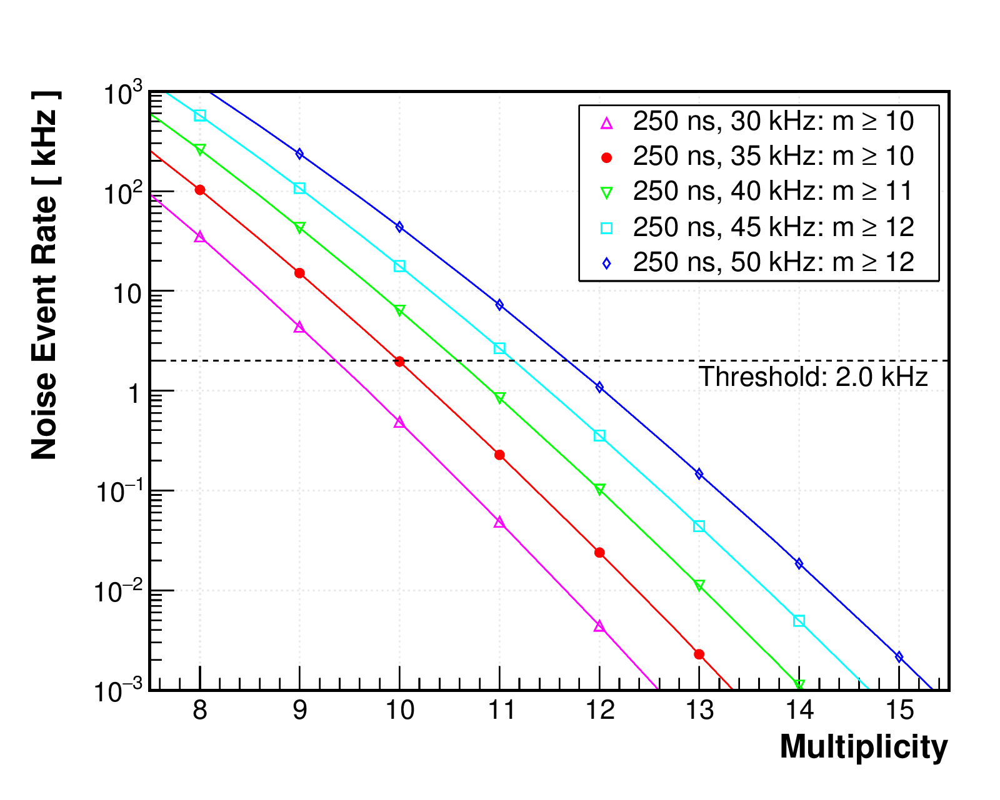 Noise Event Rate [ kHz ]
10³
10²
10
1
10⁻¹
10⁻²
10⁻³
250 ns, 30 kHz: m ≥ 10
250 ns, 35 kHz: m ≥ 10
250 ns, 40 kHz: m ≥ 11
250 ns, 45 kHz: m ≥ 12
250 ns, 50 kHz: m ≥ 12
Threshold: 2.0 kHz
8 9 10 11 12 13 14 15
Multiplicity